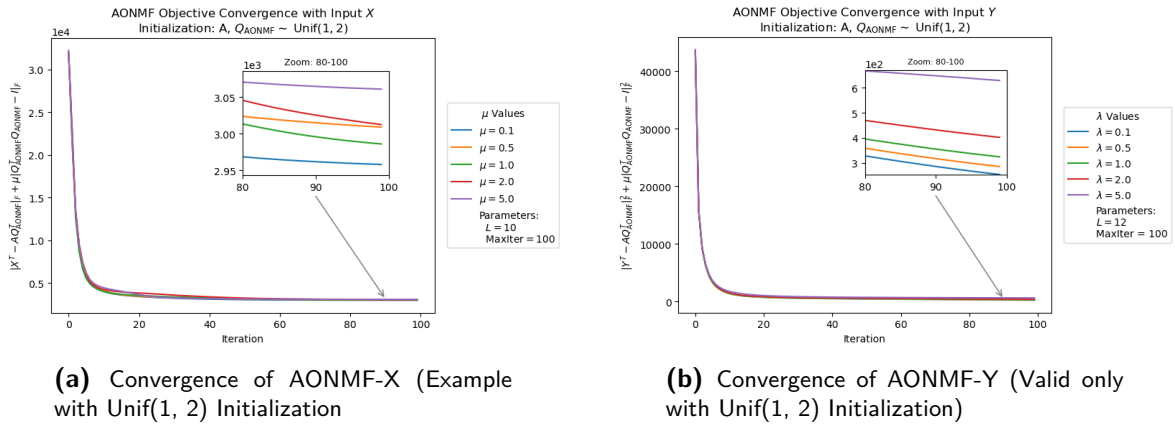 AONMF Objective Convergence with Input X
Initialization: A, Q_AONMF ∼ Unif(1, 2)
1e4
3.0
2.5
2.0
1.5
1.0
0.5
|X^T − AQ^T_AONMF|_F + μ|Q^T_AONMF Q_AONMF − I|_F
0
20
40
60
80
100
Iteration
Zoom: 80-100
1e3
3.05
3.00
2.95
80
90
100
μ Values
μ = 0.1
μ = 0.5
μ = 1.0
μ = 2.0
μ = 5.0
Parameters:
L = 10
MaxIter = 100
(a) Convergence of AONMF-X (Example
with Unif(1, 2) Initialization
AONMF Objective Convergence with Input Y
Initialization: A, Q_AONMF ∼ Unif(1, 2)
40000
30000
20000
10000
0
|Y^T − AQ^T_AONMF|^2_F + μ|Q^T_AONMF Q_AONMF − I|^2_F
0
20
40
60
80
100
Iteration
Zoom: 80-100
1e2
6
5
4
3
80
90
100
λ Values
λ = 0.1
λ = 0.5
λ = 1.0
λ = 2.0
λ = 5.0
Parameters:
L = 12
MaxIter = 100
(b) Convergence of AONMF-Y (Valid only
with Unif(1, 2) Initialization)